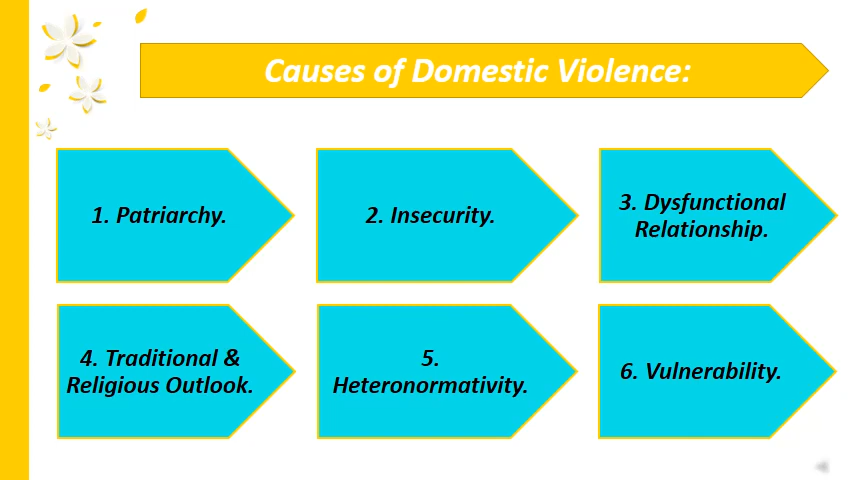 Causes of Domestic Violence:
1. Patriarchy.
2. Insecurity.
3. Dysfunctional
Relationship.
4. Traditional &
Religious Outlook.
5.
Heteronormativity.
6. Vulnerability.